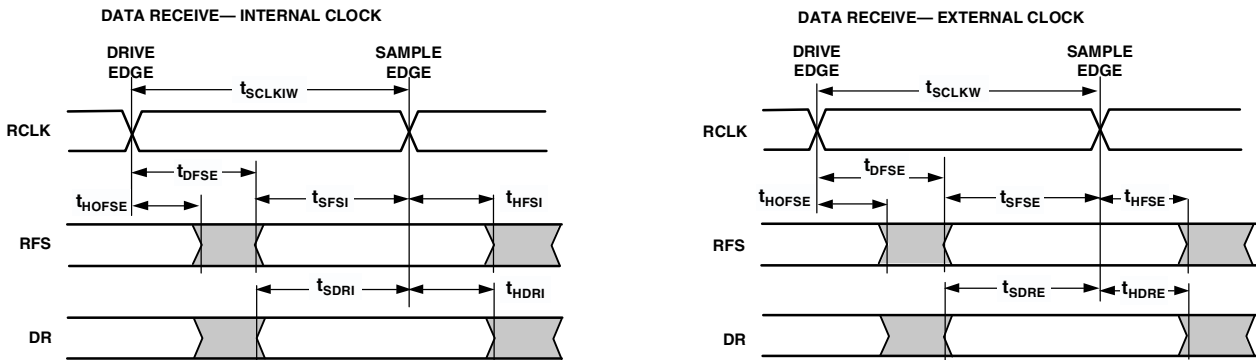 DATA RECEIVE— INTERNAL CLOCK
DRIVE
EDGE
SAMPLE
EDGE
tSCLKIW
RCLK
tDFSE
tHOFSE
tSFSI
tHFSI
RFS
tSDRI
tHDRI
DR
DATA RECEIVE— EXTERNAL CLOCK
DRIVE
EDGE
SAMPLE
EDGE
tSCLKW
RCLK
tDFSE
tHOFSE
tSFSE
tHFSE
RFS
tSDRE
tHDRE
DR